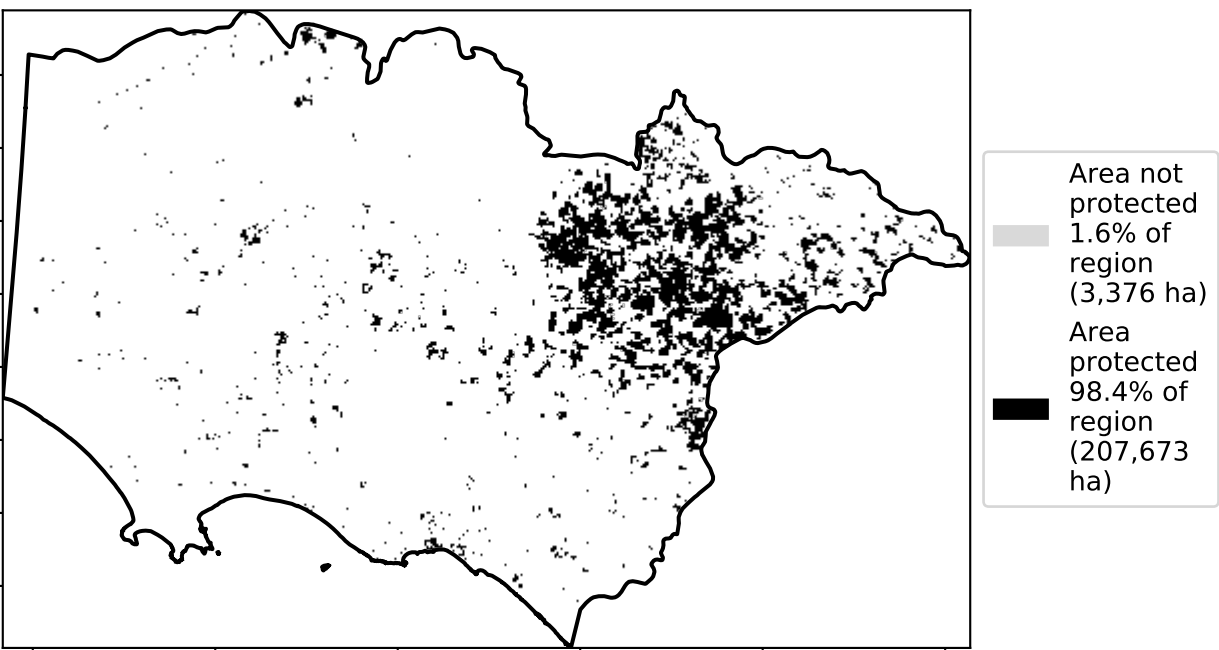 Area not
protected
1.6% of
region
(3,376 ha)
Area
protected
98.4% of
region
(207,673
ha)